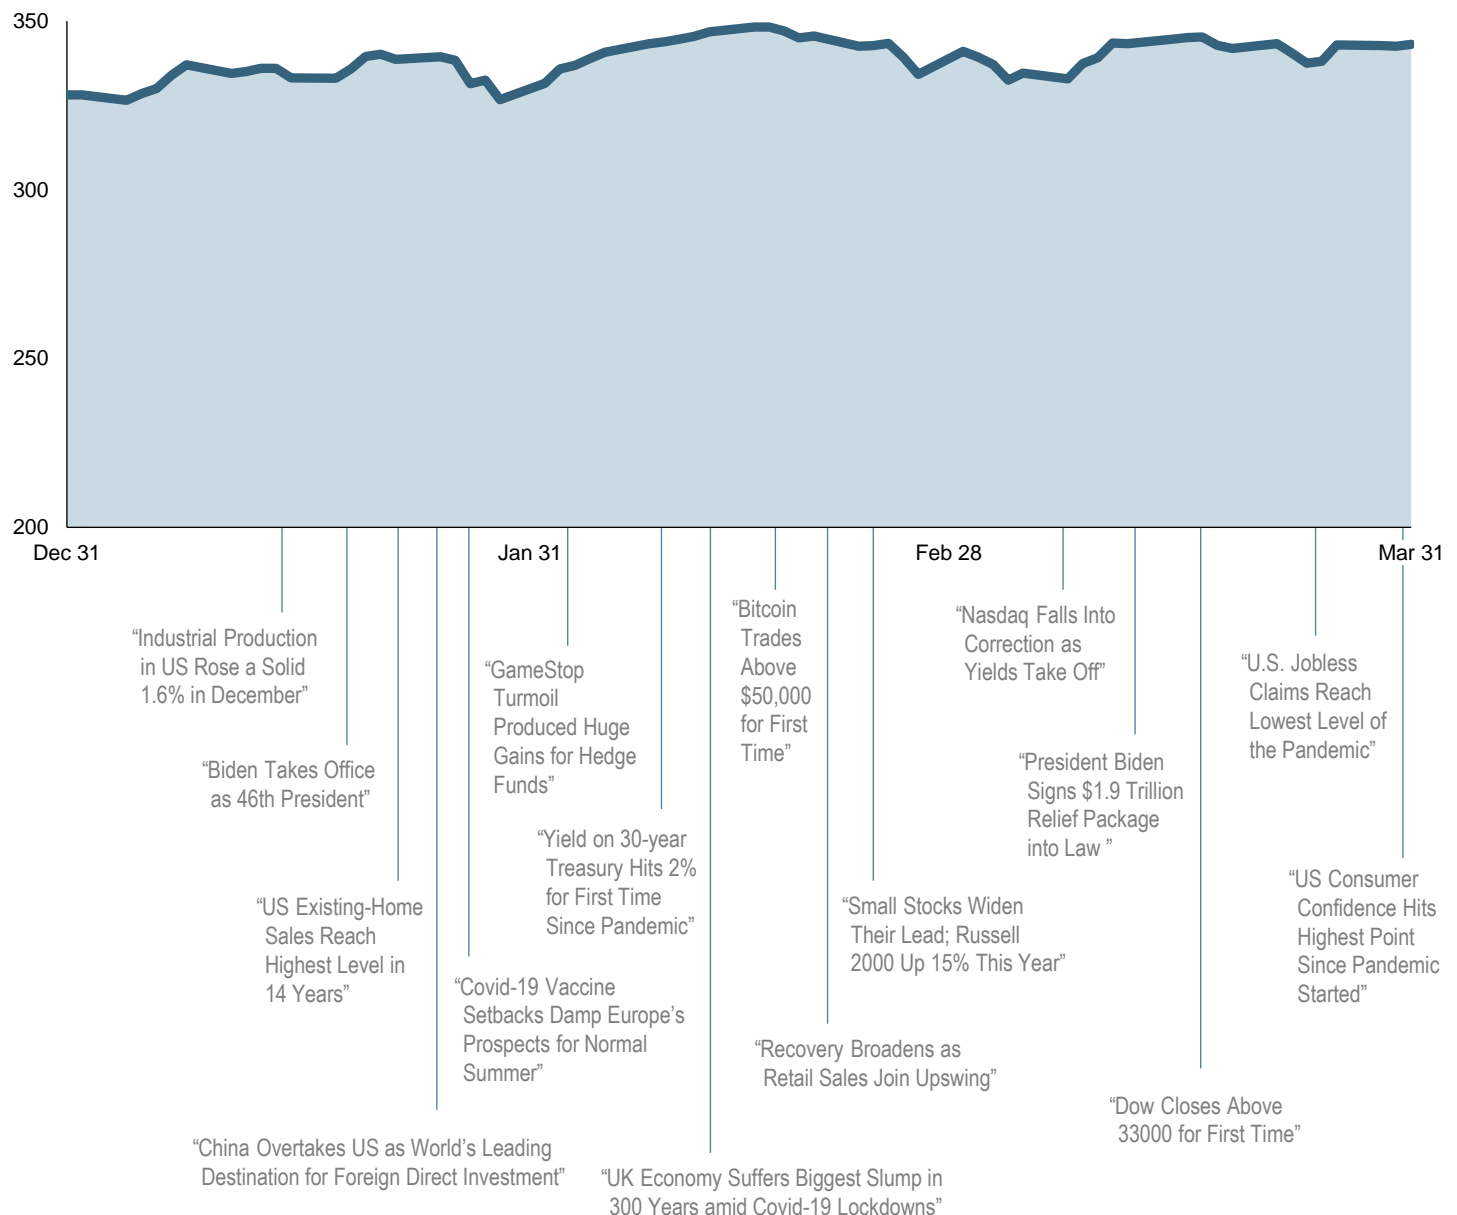 350
300
250
200
Dec 31
Jan 31
Feb 28
Mar 31
“Industrial Production
in US Rose a Solid
1.6% in December”
“Biden Takes Office
as 46th President”
“US Existing-Home
Sales Reach
Highest Level in
14 Years”
“China Overtakes US as World’s Leading
Destination for Foreign Direct Investment”
“Covid-19 Vaccine
Setbacks Damp Europe’s
Prospects for Normal
Summer”
“GameStop
Turmoil
Produced Huge
Gains for Hedge
Funds”
“Yield on 30-year
Treasury Hits 2%
for First Time
Since Pandemic”
“UK Economy Suffers Biggest Slump in
300 Years amid Covid-19 Lockdowns”
“Bitcoin
Trades
Above
$50,000
for First
Time”
“Recovery Broadens as
Retail Sales Join Upswing”
“Small Stocks Widen
Their Lead; Russell
2000 Up 15% This Year”
“Nasdaq Falls Into
Correction as
Yields Take Off”
“President Biden
Signs $1.9 Trillion
Relief Package
into Law ”
“Dow Closes Above
33000 for First Time”
“U.S. Jobless
Claims Reach
Lowest Level of
the Pandemic”
“US Consumer
Confidence Hits
Highest Point
Since Pandemic
Started”